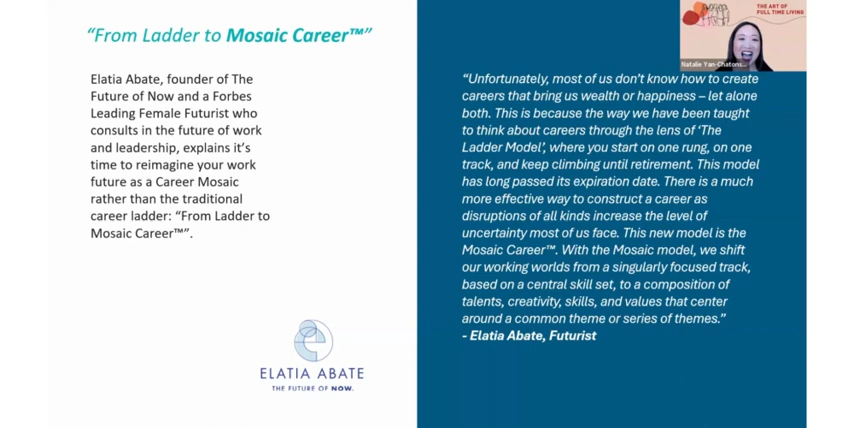 “From Ladder to Mosaic Career™”
Elatia Abate, founder of The
Future of Now and a Forbes
Leading Female Futurist who
consults in the future of work
and leadership, explains it’s
time to reimagine your work
future as a Career Mosaic
rather than the traditional
career ladder: “From Ladder to
Mosaic Career™”.
ELATIA ABATE
THE FUTURE OF NOW.
THE ART OF
FULL TIME LIVING
Natalie Yan-Chatons...
“Unfortunately, most of us don’t know how to create
careers that bring us wealth or happiness – let alone
both. This is because the way we have been taught
to think about careers through the lens of ‘The
Ladder Model’, where you start on one rung, on one
track, and keep climbing until retirement. This model
has long passed its expiration date. There is a much
more effective way to construct a career as
disruptions of all kinds increase the level of
uncertainty most of us face. This new model is the
Mosaic Career™. With the Mosaic model, we shift
our working worlds from a singularly focused track,
based on a central skill set, to a composition of
talents, creativity, skills, and values that center
around a common theme or series of themes.”
- Elatia Abate, Futurist